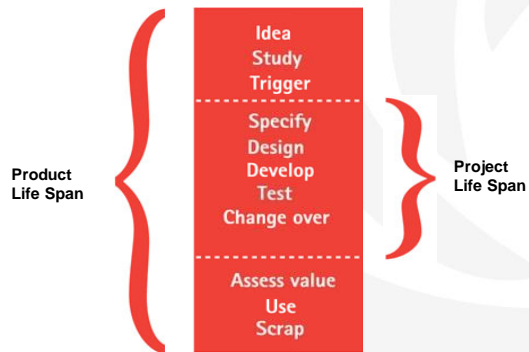 Idea
Study
Trigger
Specify
Design
Develop
Test
Change over
Assess value
Use
Scrap
Product
Life Span
Project
Life Span